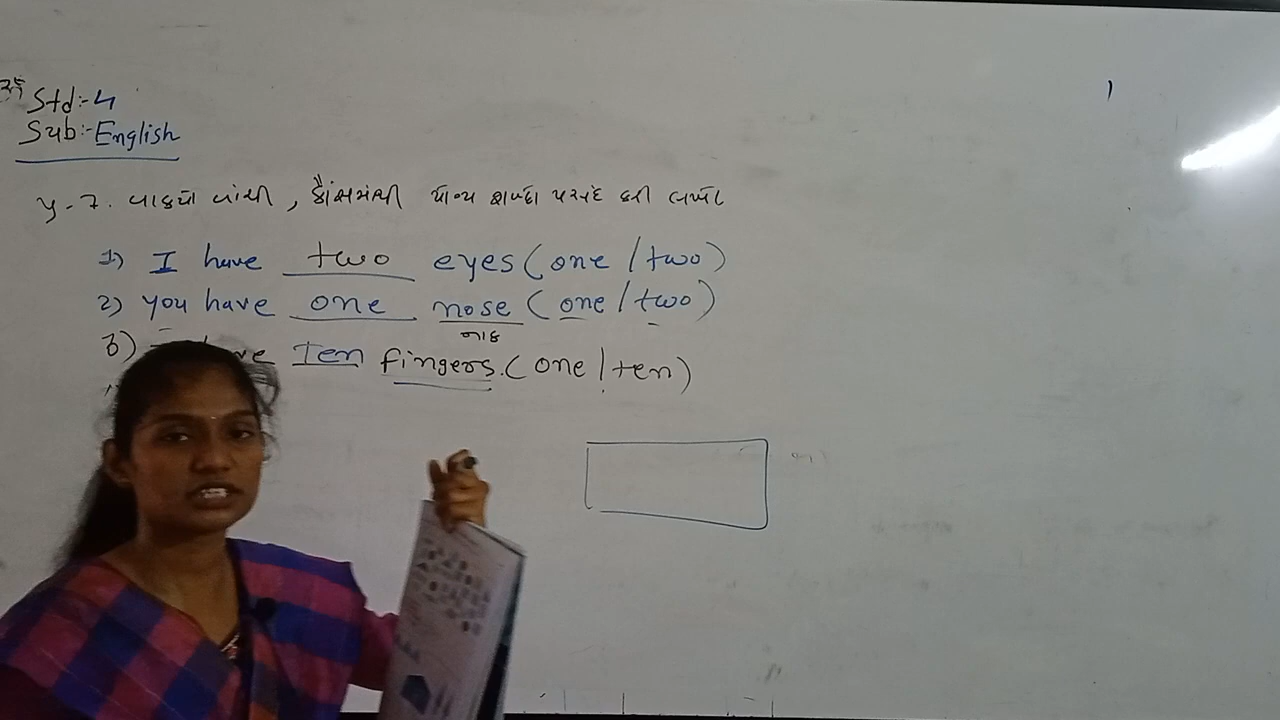 ૐ
Std:-4
Sub:-English
પ્ર-7. વાક્યો વાંચી, કૌંસમાંથી યોગ્ય શબ્દો પસંદ કરી લખો
1) I have two eyes (one / two)
2) you have one nose (one / two)
નાક
3) Ten fingers. (one / ten)